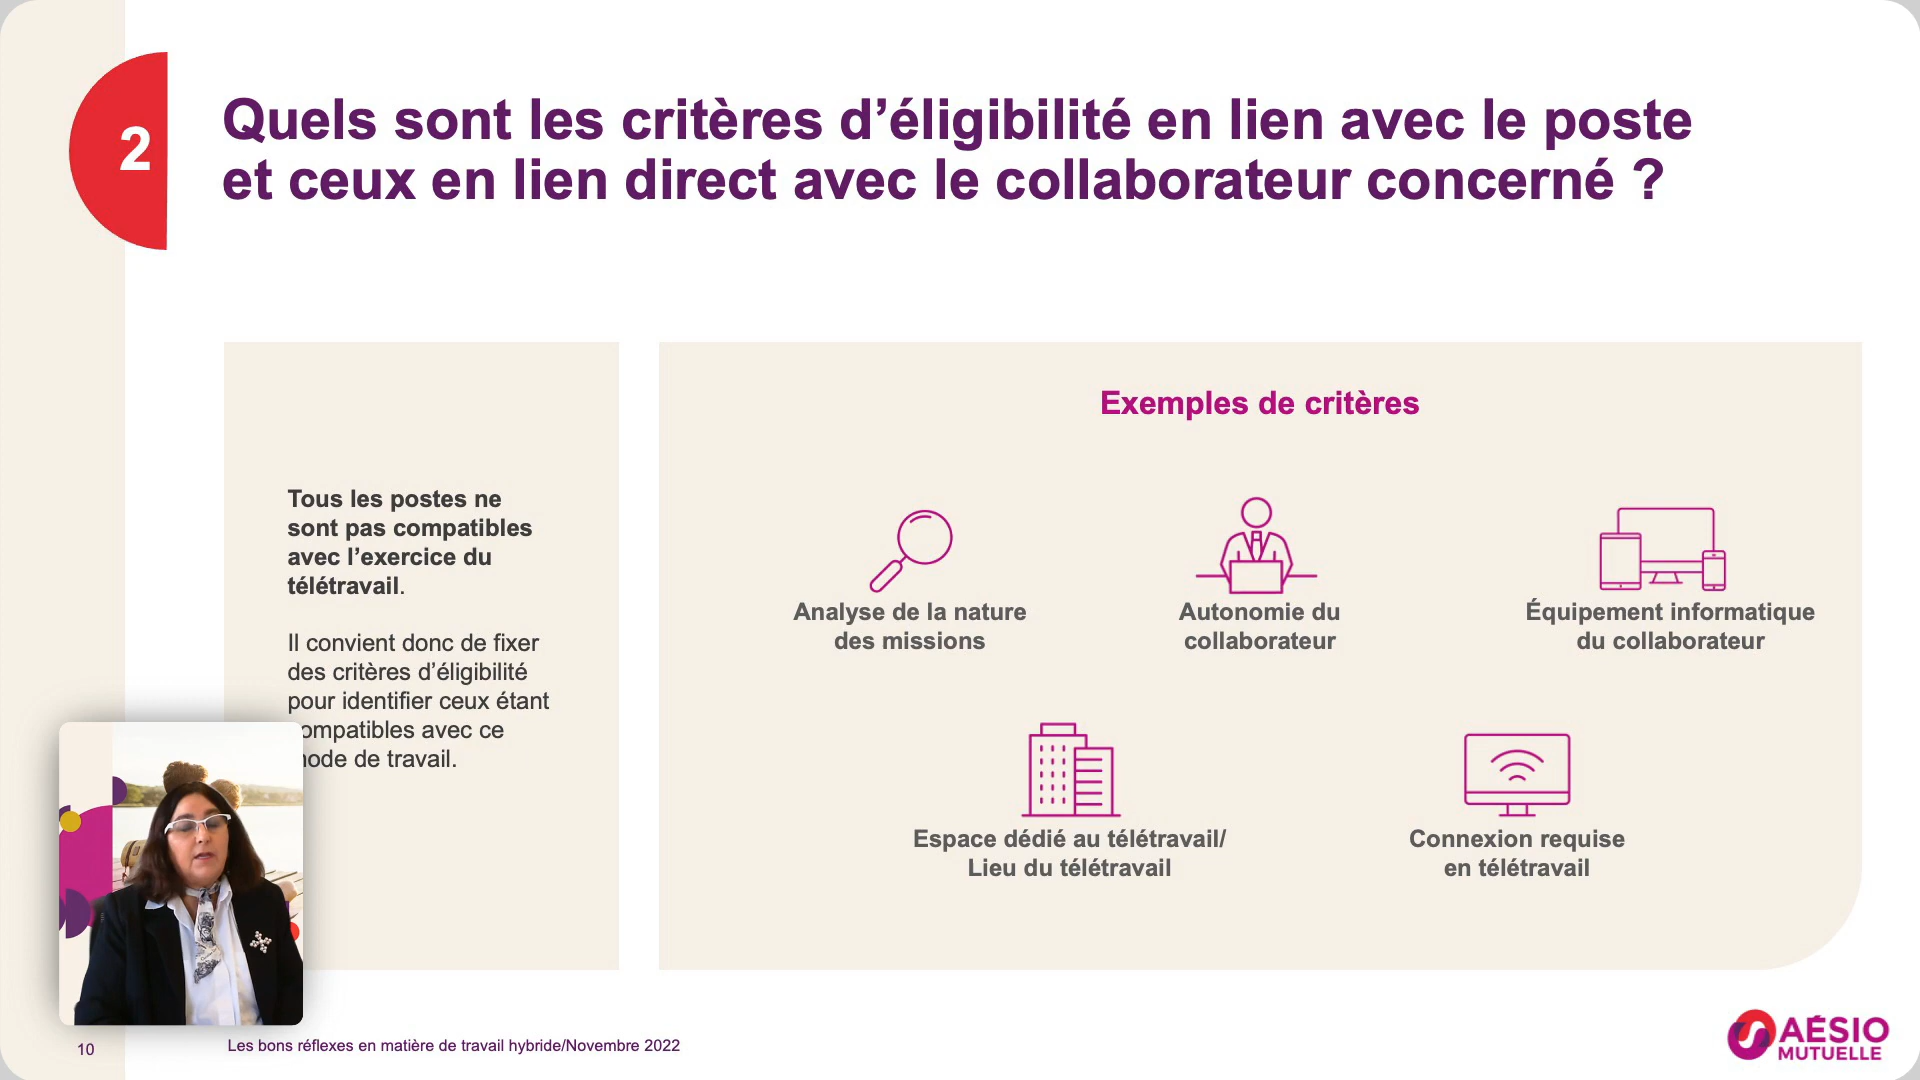 2
Quels sont les critères d’éligibilité en lien avec le poste
et ceux en lien direct avec le collaborateur concerné ?
Tous les postes ne
sont pas compatibles
avec l’exercice du
télétravail.
Il convient donc de fixer
des critères d’éligibilité
pour identifier ceux étant
compatibles avec ce
mode de travail.
Exemples de critères
Analyse de la nature
des missions
Autonomie du
collaborateur
Équipement informatique
du collaborateur
Espace dédié au télétravail/
Lieu du télétravail
Connexion requise
en télétravail
10
Les bons réflexes en matière de travail hybride/Novembre 2022
AÉSIO
MUTUELLE